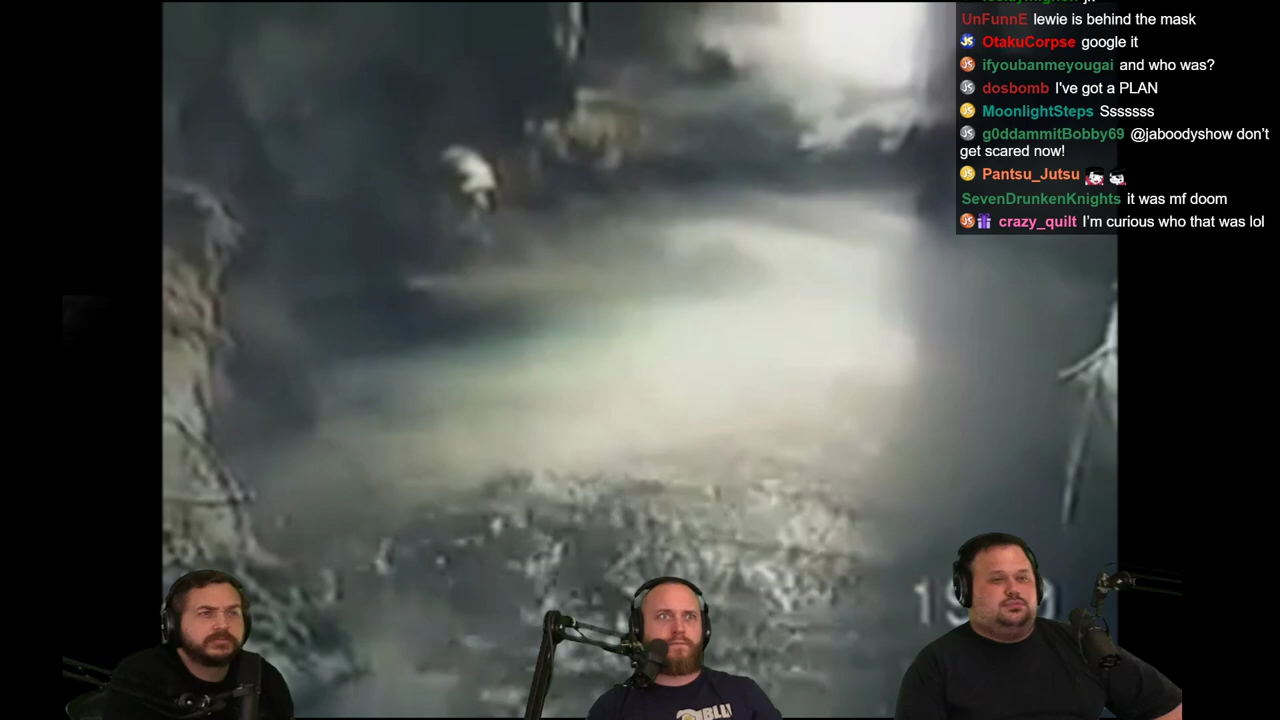 UnFunnE lewie is behind the mask
OtakuCorpse google it
ifyoubanmeyougai and who was?
dosbomb I've got a PLAN
MoonlightSteps Sssssss
g0ddammitBobby69 @jaboodyshow don't
get scared now!
Pantsu_Jutsu
SevenDrunkenKnights it was mf doom
crazy_quilt I'm curious who that was lol